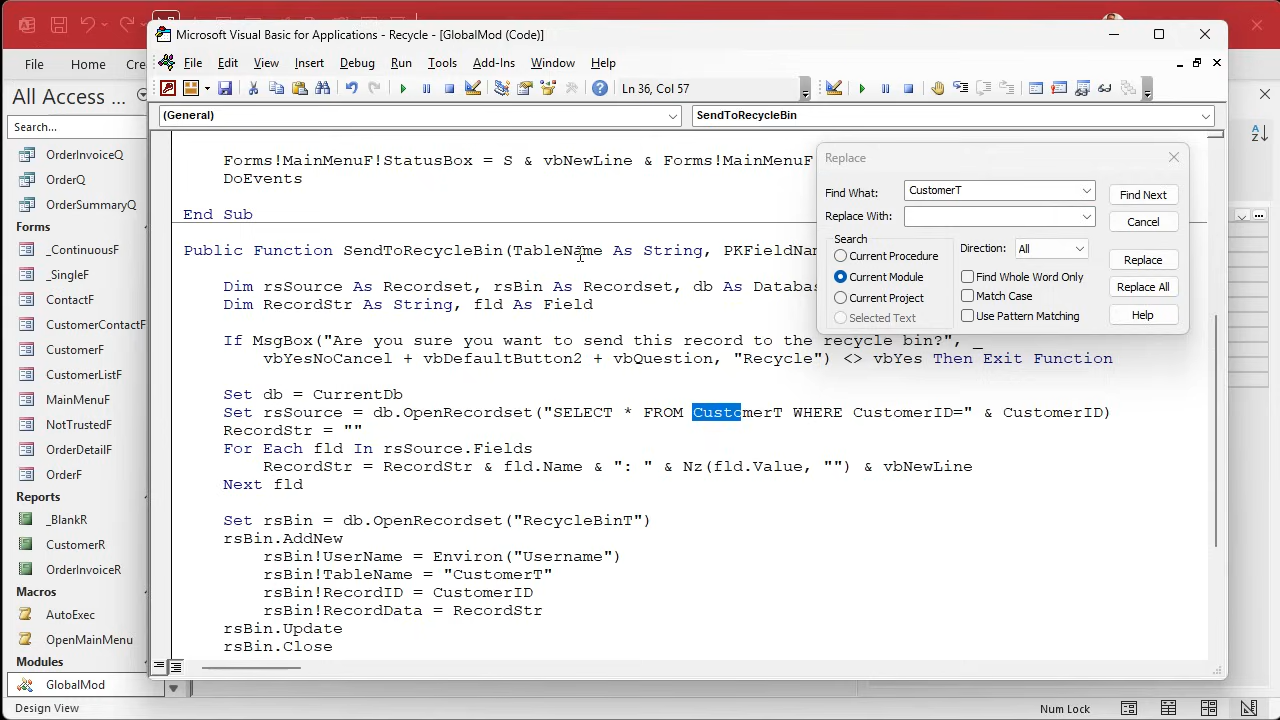 Microsoft Visual Basic for Applications - Recycle - [GlobalMod (Code)]
File
Home
File Edit View Insert Format Debug Run Tools Add-Ins Window Help
Ln 36, Col 57
All Access ...
Search...
OrderInvoiceQ
OrderQ
OrderSummaryQ
Forms
_ContinuousF
_SingleF
ContactF
CustomerContactF
CustomerF
CustomerListF
MainMenuF
NotTrustedF
OrderDetailF
OrderF
Reports
_BlankR
CustomerR
OrderInvoiceR
Macros
AutoExec
OpenMainMenu
Modules
GlobalMod
Design View
(General)
SendToRecycleBin
Forms!MainMenuF!StatusBox = S & vbNewLine & Forms!MainMenuF
DoEvents
End Sub
Public Function SendToRecycleBin(TableName As String, PKFieldNam
Dim rsSource As Recordset, rsBin As Recordset, db As Databas
Dim RecordStr As String, fld As Field
If MsgBox("Are you sure you want to send this record to the recycle bin?", _
vbYesNoCancel + vbDefaultButton2 + vbQuestion, "Recycle") <> vbYes Then Exit Function
Set db = CurrentDb
Set rsSource = db.OpenRecordset("SELECT * FROM CustomerT WHERE CustomerID=" & CustomerID)
RecordStr = ""
For Each fld In rsSource.Fields
RecordStr = RecordStr & fld.Name & ": " & Nz(fld.Value, "") & vbNewLine
Next fld
Set rsBin = db.OpenRecordset("RecycleBinT")
rsBin.AddNew
rsBin!UserName = Environ("Username")
rsBin!TableName = "CustomerT"
rsBin!RecordID = CustomerID
rsBin!RecordData = RecordStr
rsBin.Update
rsBin.Close
Replace
Find What: CustomerT
Find Next
Replace With:
Cancel
Search
Current Procedure
Current Module
Current Project
Selected Text
Direction: All
Find Whole Word Only
Match Case
Use Pattern Matching
Replace
Replace All
Help
Num Lock